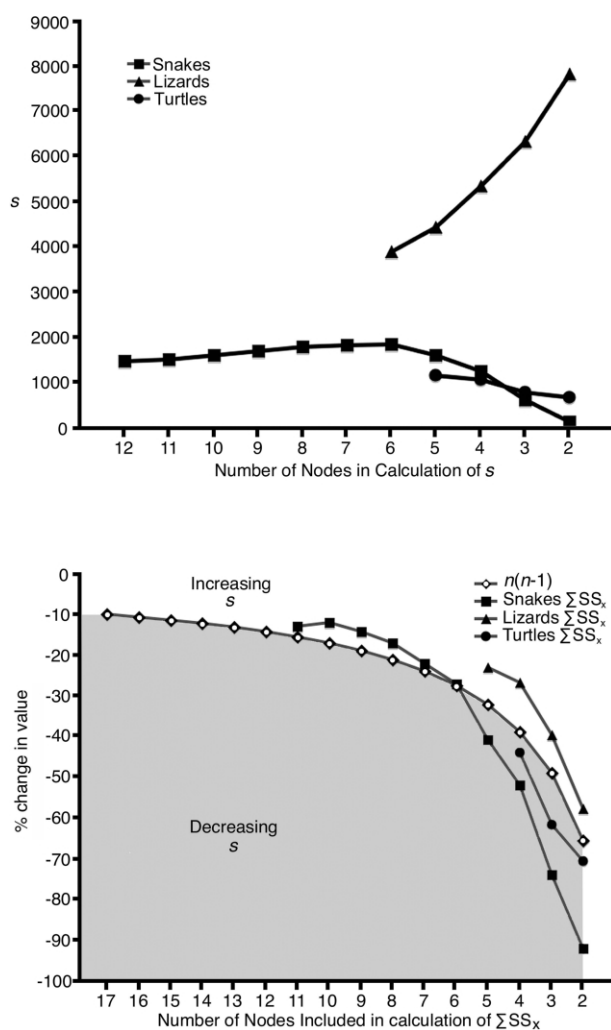 9000
8000
7000
6000
5000
4000
3000
2000
1000
0
s
Snakes
Lizards
Turtles
12 11 10 9 8 7 6 5 4 3 2
Number of Nodes in Calculation of s
0
-10
-20
-30
-40
-50
-60
-70
-80
-90
-100
% change in value
Increasing
s
n(n-1)
Snakes ∑SSₓ
Lizards ∑SSₓ
Turtles ∑SSₓ
Decreasing
s
17 16 15 14 13 12 11 10 9 8 7 6 5 4 3 2
Number of Nodes Included in calculation of ∑SSₓ